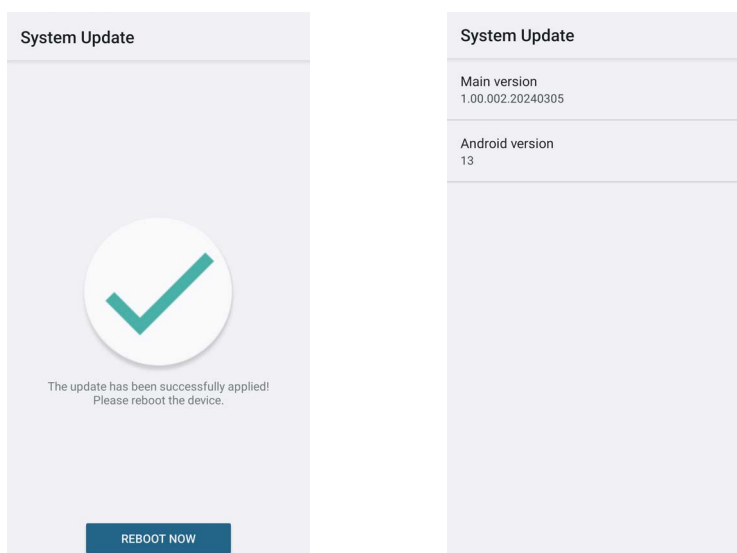 System Update
The update has been successfully applied!
Please reboot the device.
REBOOT NOW
System Update
Main version
1.00.002.20240305
Android version
13